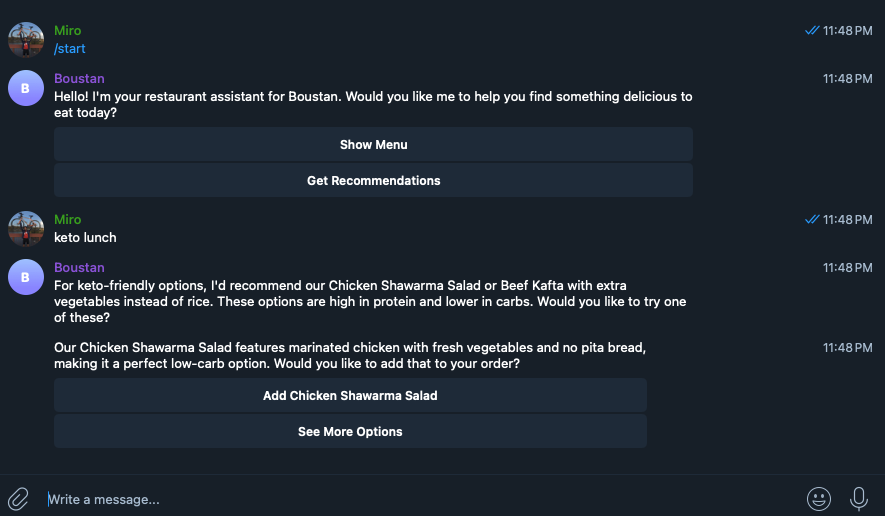 Miro
11:48 PM
/start
Boustan
11:48 PM
B
Hello! I'm your restaurant assistant for Boustan. Would you like me to help you find something delicious to
eat today?
Show Menu
Get Recommendations
Miro
11:48 PM
keto lunch
Boustan
11:48 PM
B
For keto-friendly options, I'd recommend our Chicken Shawarma Salad or Beef Kafta with extra
vegetables instead of rice. These options are high in protein and lower in carbs. Would you like to try one
of these?
Our Chicken Shawarma Salad features marinated chicken with fresh vegetables and no pita bread,
11:48 PM
making it a perfect low-carb option. Would you like to add that to your order?
Add Chicken Shawarma Salad
See More Options
Write a message...